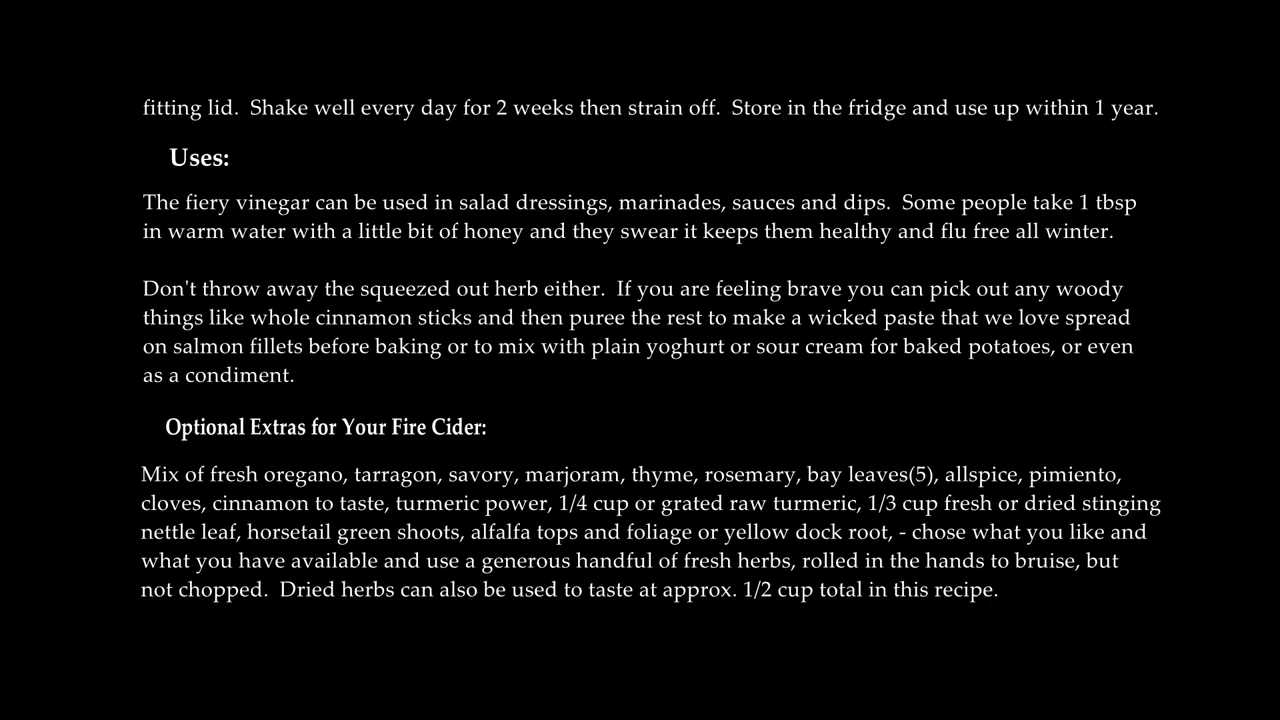 fitting lid.  Shake well every day for 2 weeks then strain off.  Store in the fridge and use up within 1 year.
Uses:
The fiery vinegar can be used in salad dressings, marinades, sauces and dips.  Some people take 1 tbsp
in warm water with a little bit of honey and they swear it keeps them healthy and flu free all winter.
Don't throw away the squeezed out herb either.  If you are feeling brave you can pick out any woody
things like whole cinnamon sticks and then puree the rest to make a wicked paste that we love spread
on salmon fillets before baking or to mix with plain yoghurt or sour cream for baked potatoes, or even
as a condiment.
Optional Extras for Your Fire Cider:
Mix of fresh oregano, tarragon, savory, marjoram, thyme, rosemary, bay leaves(5), allspice, pimiento,
cloves, cinnamon to taste, turmeric power, 1/4 cup or grated raw turmeric, 1/3 cup fresh or dried stinging
nettle leaf, horsetail green shoots, alfalfa tops and foliage or yellow dock root, - chose what you like and
what you have available and use a generous handful of fresh herbs, rolled in the hands to bruise, but
not chopped.  Dried herbs can also be used to taste at approx. 1/2 cup total in this recipe.